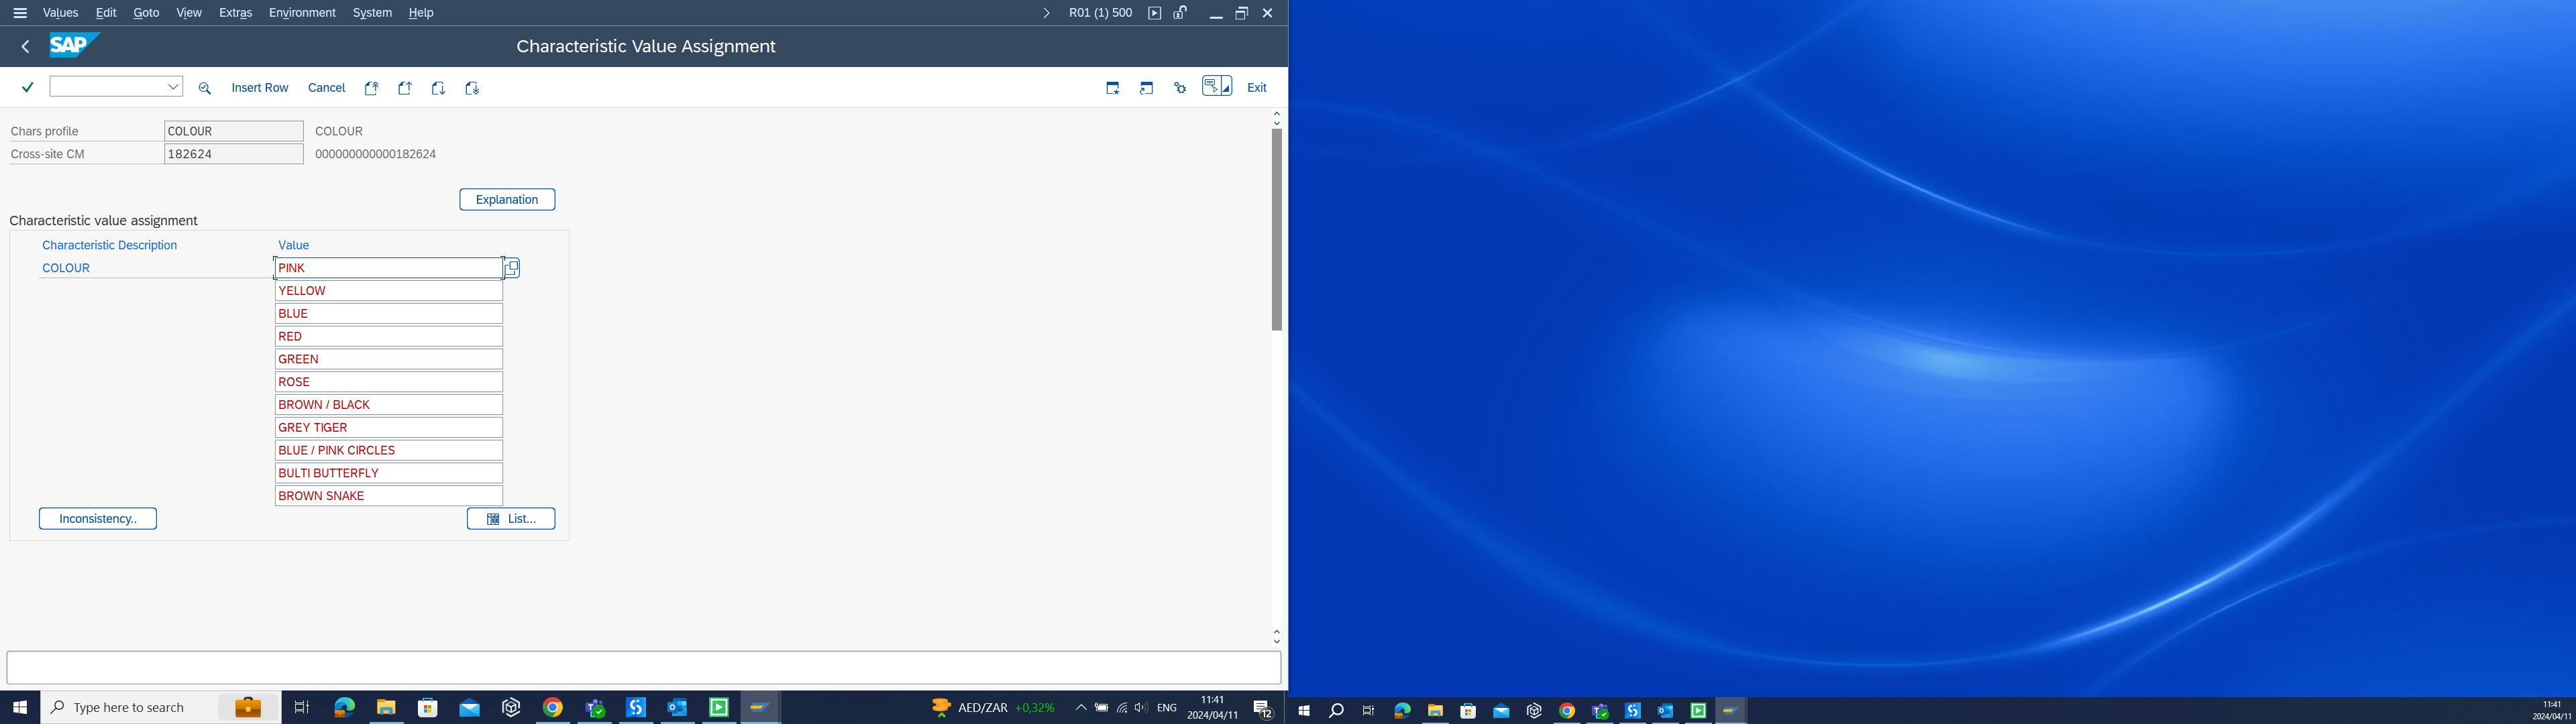 Values Edit Goto View Extras Environment System Help R01 (1) 500
SAP Characteristic Value Assignment
Insert Row Cancel Exit
Chars profile COLOUR COLOUR
Cross-site CM 182624 000000000000182624
Explanation
Characteristic value assignment
Characteristic Description Value
COLOUR PINK
YELLOW
BLUE
RED
GREEN
ROSE
BROWN / BLACK
GREY TIGER
BLUE / PINK CIRCLES
BULTI BUTTERFLY
BROWN SNAKE
Inconsistency.. List...
Type here to search AED/ZAR +0,32% ENG 11:41 2024/04/11 12
11:41
2024/04/11